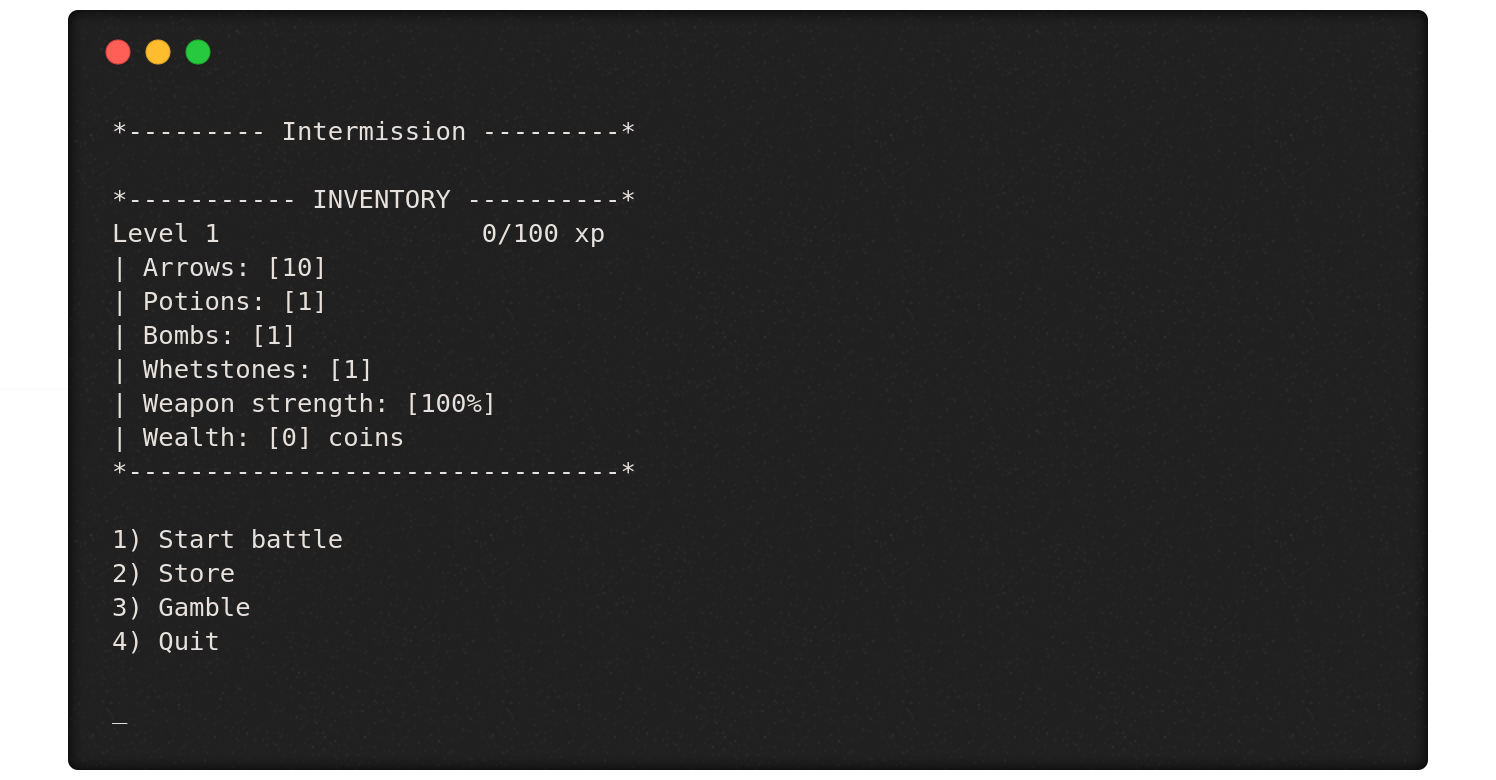 *--------- Intermission ---------*
*----------- INVENTORY ----------*
Level 1                 0/100 xp
| Arrows: [10]
| Potions: [1]
| Bombs: [1]
| Whetstones: [1]
| Weapon strength: [100%]
| Wealth: [0] coins
*--------------------------------*
1) Start battle
2) Store
3) Gamble
4) Quit
_